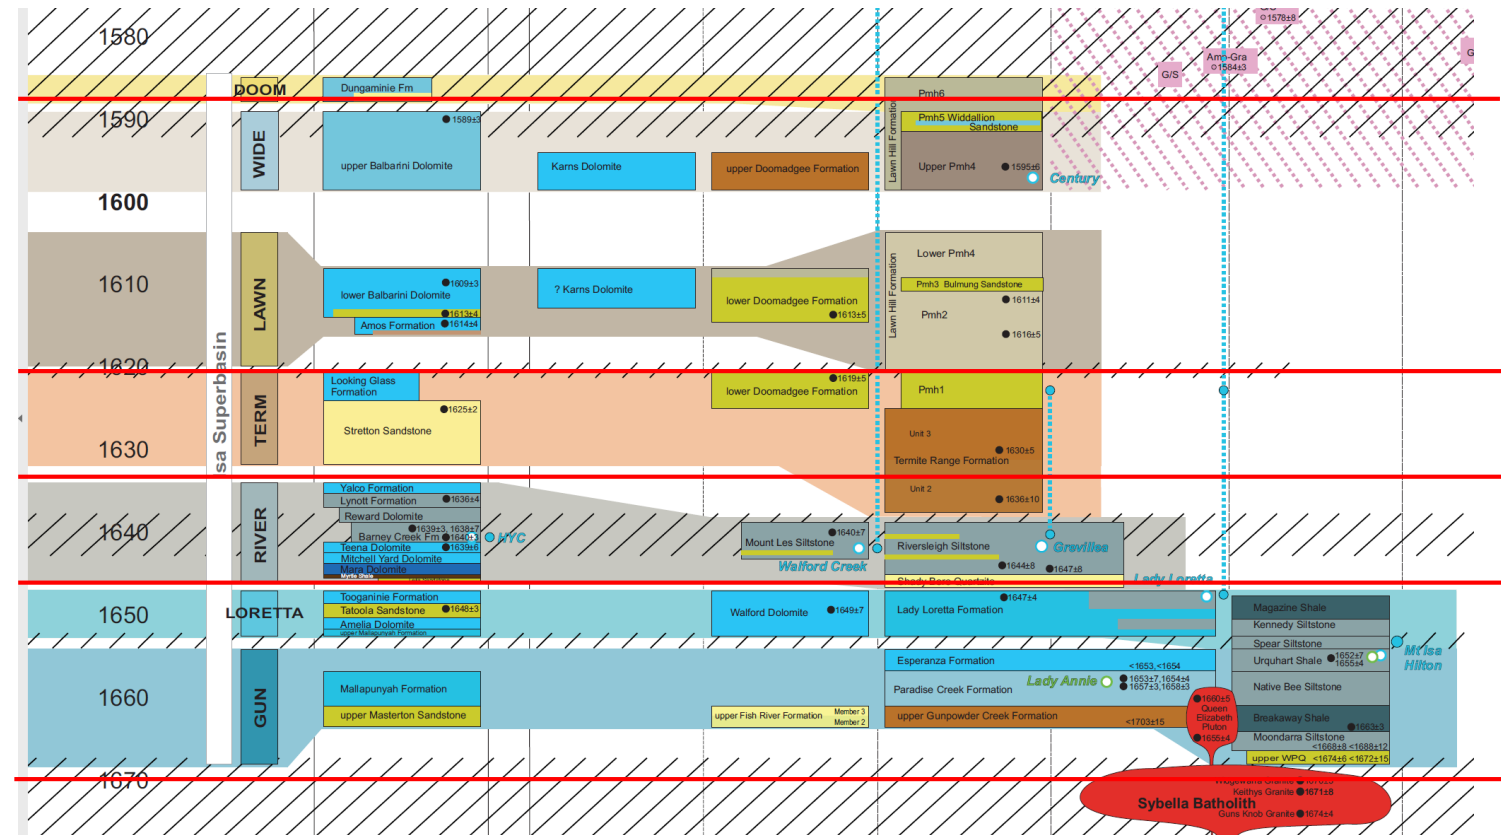 1580
1590
1600
1610
1620
1630
1640
1650
1660
1670
sa Superbasin
DOOM
WIDE
LAWN
TERM
RIVER
LORETTA
GUN
Dungaminie Fm
1589±3
upper Balbarini Dolomite
1609±3
lower Balbarini Dolomite
1613±4
Amos Formation
1614±4
Looking Glass
Formation
1625±2
Stretton Sandstone
Yalco Formation
Lynott Formation
1636±4
Reward Dolomite
1639±3, 1638±7
Barney Creek Fm
HYC
Teena Dolomite
1639±6
Mitchell Yard Dolomite
Mara Dolomite
Myrtle Shale
Tooganinie Formation
Tatoola Sandstone
1648±3
Amelia Dolomite
upper Mallapunyah Formation
Mallapunyah Formation
upper Masterton Sandstone
Karns Dolomite
? Karns Dolomite
upper Doomadgee Formation
lower Doomadgee Formation
1613±5
1619±5
lower Doomadgee Formation
1640±7
Mount Les Siltstone
Walford Creek
Walford Dolomite
1649±7
upper Fish River Formation
Member 3
Member 2
Lawn Hill Formation
Pmh6
Pmh5 Widdallion
Sandstone
Upper Pmh4
1595±6
Century
Lawn Hill Formation
Lower Pmh4
Pmh3 Bulmung Sandstone
1611±4
Pmh2
1616±5
Pmh1
Unit 3
1630±5
Termite Range Formation
Unit 2
1636±10
Riversleigh Siltstone
Grevillea
1644±8
1647±8
Shady Bore Quartzite
Lady Loretta
1647±4
Lady Loretta Formation
Esperanza Formation
<1653,<1654
Lady Annie
1653±7,1654±4
Paradise Creek Formation
1657±3,1658±3
upper Gunpowder Creek Formation
<1703±15
1578±8
Am-Gra
1584±3
G/S
G
Magazine Shale
Kennedy Siltstone
Spear Siltstone
Urquhart Shale
1652±7
1655±4
Mt Isa
Hilton
Native Bee Siltstone
Breakaway Shale
1663±3
Moondarra Siltstone
<1668±8 <1688±12
upper WPQ
<1674±6 <1672±15
1660±5
Queen
Elizabeth
Pluton
1655±4
Keithys Granite
1671±8
Sybella Batholith
Guns Knob Granite
1674±4